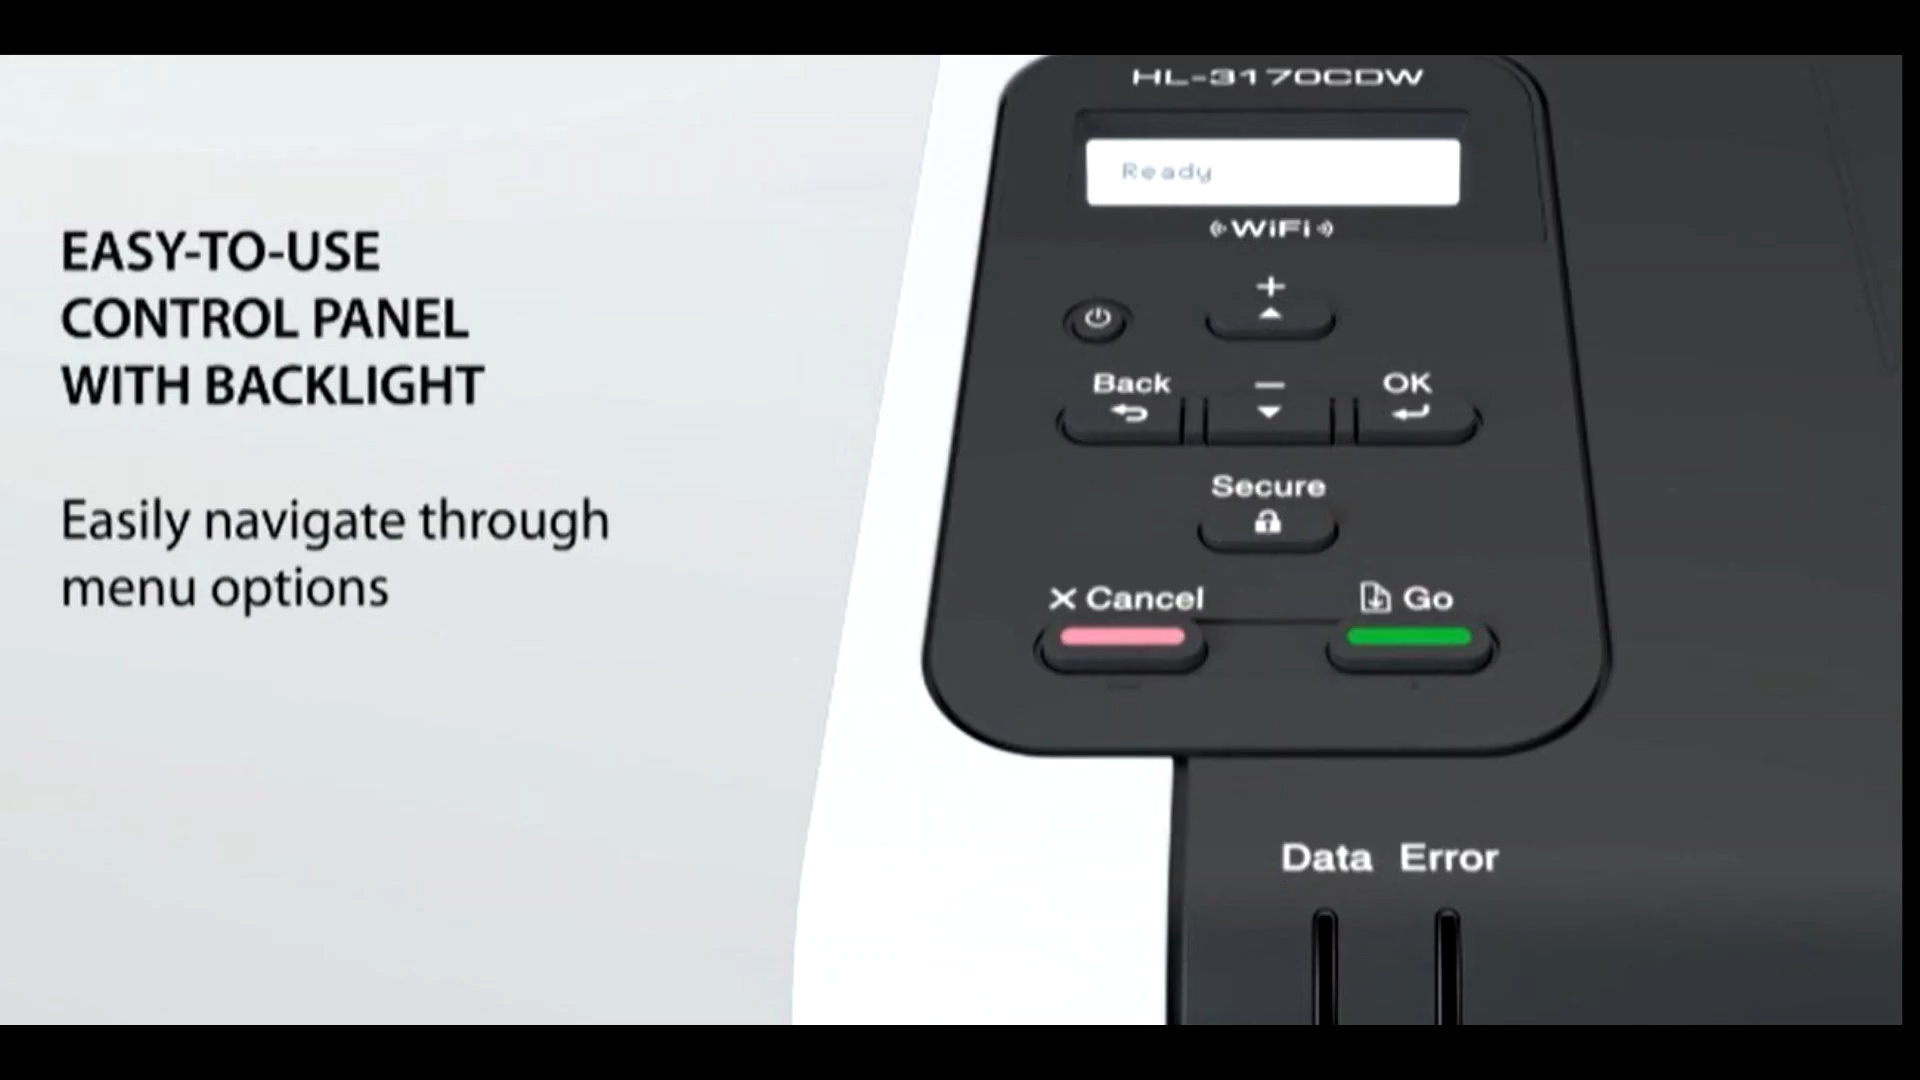 EASY-TO-USE
CONTROL PANEL
WITH BACKLIGHT
Easily navigate through
menu options
HL-3170CDW
Ready
WiFi
+
Back
—
OK
Secure
Cancel
Go
Data Error